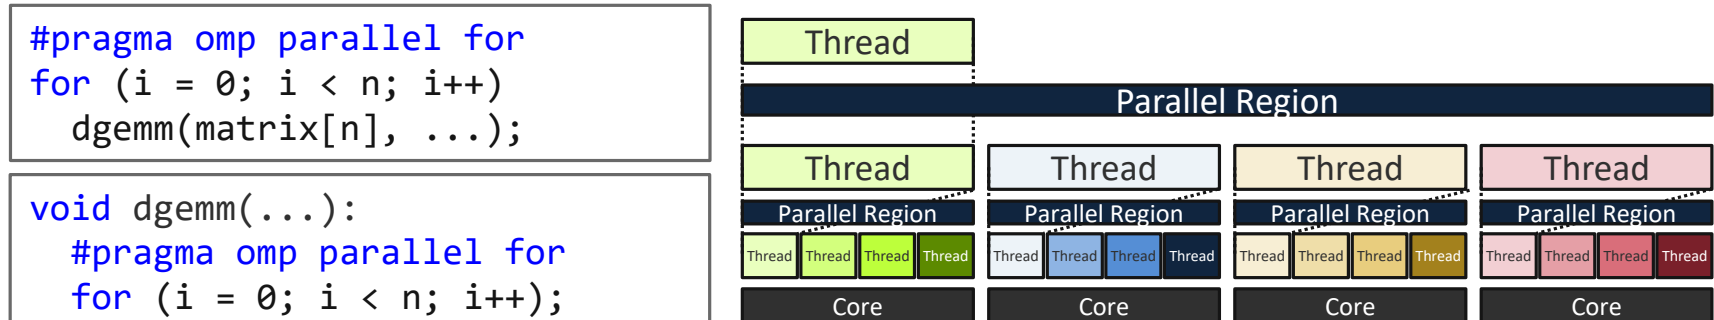 #pragma omp parallel for
for (i = 0; i < n; i++)
dgemm(matrix[n], ...);
void dgemm(...):
#pragma omp parallel for
for (i = 0; i < n; i++);
Thread
Parallel Region
Thread Thread Thread Thread
Parallel Region Parallel Region Parallel Region Parallel Region
Thread Thread Thread Thread Thread Thread Thread Thread Thread Thread Thread Thread Thread Thread Thread Thread
Core Core Core Core